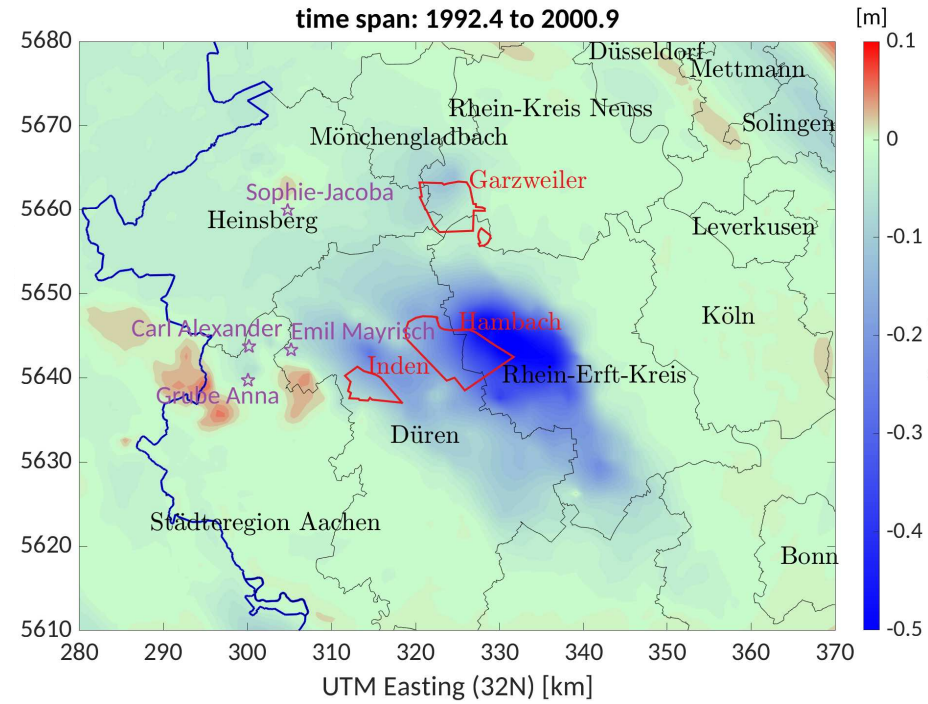 time span: 1992.4 to 2000.9
[m]
5680
5670
5660
5650
5640
5630
5620
5610
280
290
300
310
320
330
340
350
360
370
UTM Easting (32N) [km]
0.1
0
-0.1
-0.2
-0.3
-0.4
-0.5
Düsseldorf
Mettmann
Rhein-Kreis Neuss
Solingen
Mönchengladbach
Garzweiler
Sophie-Jacoba
Heinsberg
Leverkusen
Köln
Carl Alexander
Emil Mayrisch
Hambach
Inden
Rhein-Erft-Kreis
Grube Anna
Düren
Städteregion Aachen
Bonn